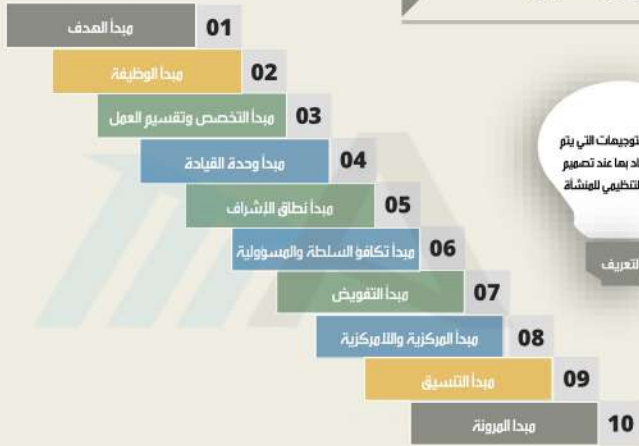 01 مبدأ الهدف
02 مبدأ الوظيفة
03 مبدأ التخصص وتقسيم العمل
04 مبدأ وحدة القيادة
05 مبدأ نطاق الإشراف
06 مبدأ تكافؤ السلطة والمسؤولية
07 مبدأ التفويض
08 مبدأ المركزية واللامركزية
09 مبدأ التنسيق
10 مبدا المرونة
توجيهات التي يتم
بها عند تصميم
التنظيمي للمنشأة
التعريف